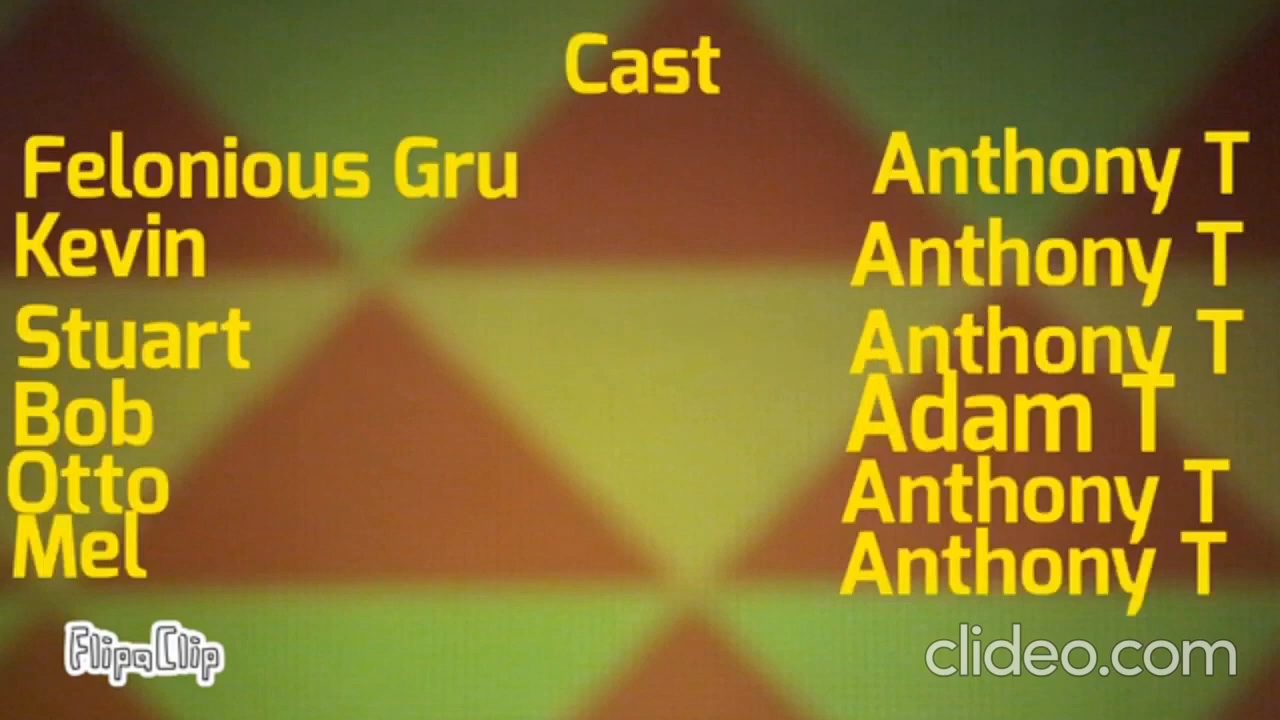 Cast
Felonious Gru Anthony T
Kevin Anthony T
Stuart Anthony T
Bob Adam T
Otto Anthony T
Mel Anthony T
FlipaClip
clideo.com